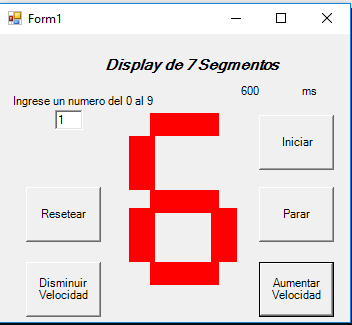 Form1
Display de 7 Segmentos
600 ms
Ingrese un numero del 0 al 9
1
Iniciar
6
Resetear
Parar
Disminuir
Velocidad
Aumentar
Velocidad